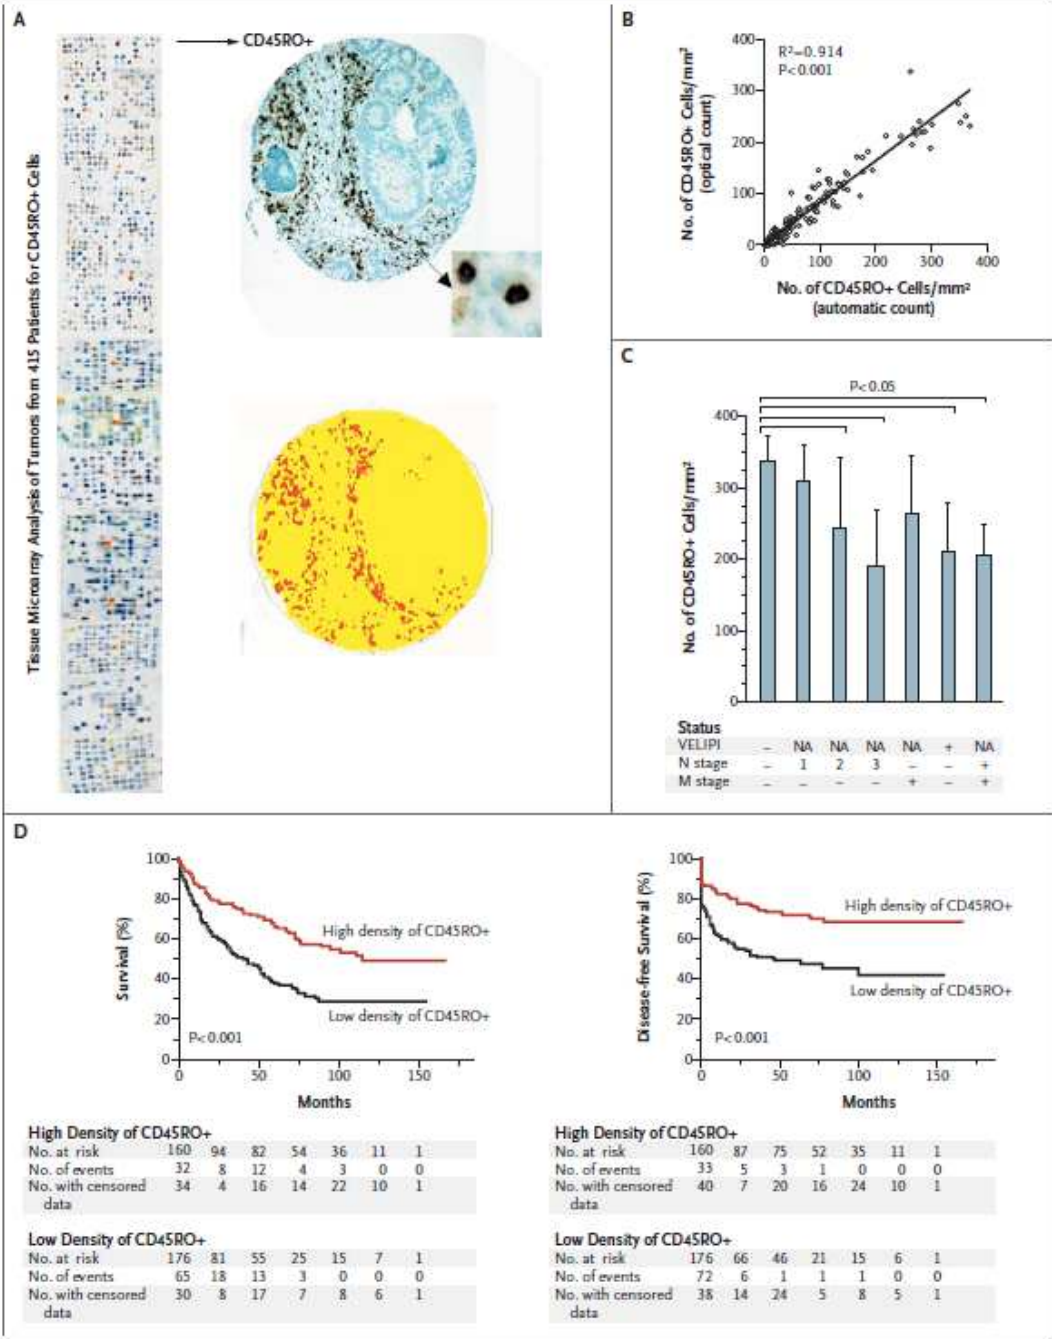 A
CD45RO+
Tissue Microarray Analysis of Tumors from 415 Patients for CD45RO+ Cells
B
R²=0.914
P<0.001
400
300
200
100
0
No. of CD45RO+ Cells/mm²
(optical count)
0 100 200 300 400
No. of CD45RO+ Cells/mm²
(automatic count)
C
P<0.05
400
300
200
100
0
No. of CD45RO+ Cells/mm²
Status
VELIPI – NA NA NA NA + NA
N stage – 1 2 3 – – +
M stage – – – – + – +
D
100
80
60
40
20
0
Survival (%)
High density of CD45RO+
Low density of CD45RO+
P<0.001
0 50 100 150
Months
High Density of CD45RO+
No. at risk 160 94 82 54 36 11 1
No. of events 32 8 12 4 3 0 0
No. with censored 34 4 16 14 22 10 1
data
Low Density of CD45RO+
No. at risk 176 81 55 25 15 7 1
No. of events 65 18 13 3 0 0 0
No. with censored 30 8 17 7 8 6 1
data
100
80
60
40
20
0
Disease-free Survival (%)
High density of CD45RO+
Low density of CD45RO+
P<0.001
0 50 100 150
Months
High Density of CD45RO+
No. at risk 160 87 75 52 35 11 1
No. of events 33 5 3 1 0 0 0
No. with censored 40 7 20 16 24 10 1
data
Low Density of CD45RO+
No. at risk 176 66 46 21 15 6 1
No. of events 72 6 1 1 1 0 0
No. with censored 38 14 24 5 8 5 1
data